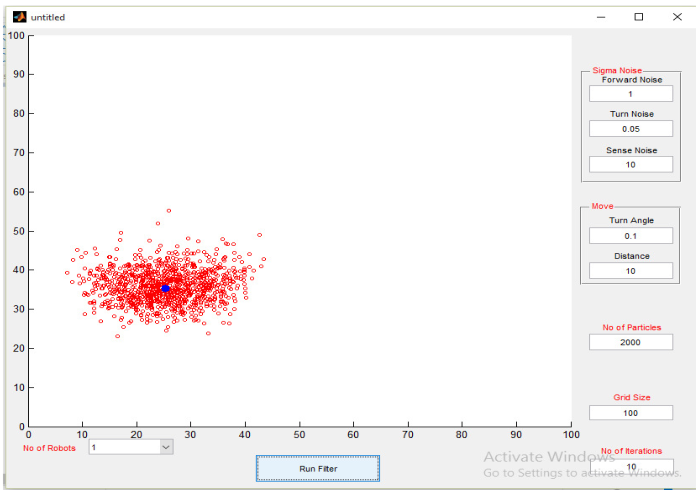 untitled
100
90
80
70
60
50
40
30
20
10
0
0 10 20 30 40 50 60 70 80 90 100
Sigma Noise
Forward Noise
1
Turn Noise
0.05
Sense Noise
10
Move
Turn Angle
0.1
Distance
10
No of Particles
2000
Grid Size
100
No of Iterations
10
No of Robots 1
Run Filter
Activate Windows
Go to Settings to activate Windows.